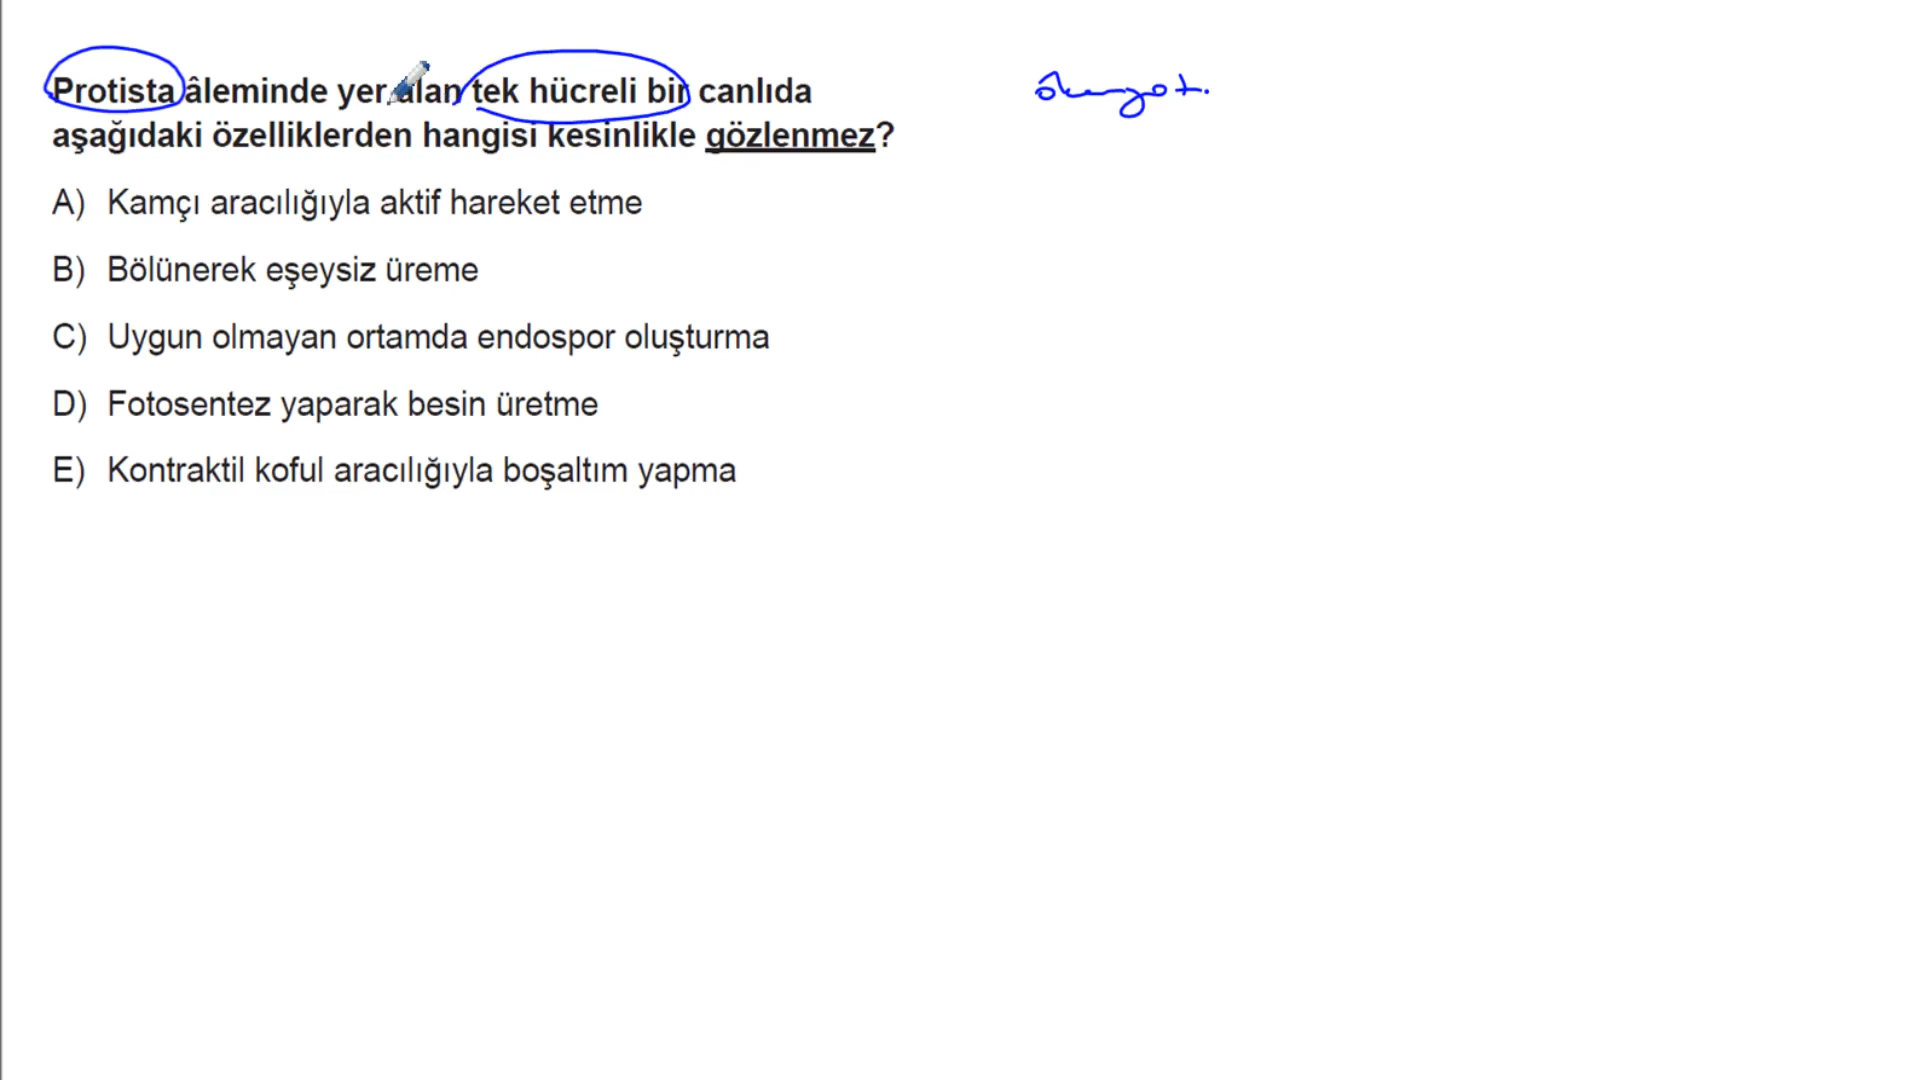 Protista âleminde yer alan tek hücreli bir canlıda
aşağıdaki özelliklerden hangisi kesinlikle gözlenmez?
ökaryot.
A) Kamçı aracılığıyla aktif hareket etme
B) Bölünerek eşeysiz üreme
C) Uygun olmayan ortamda endospor oluşturma
D) Fotosentez yaparak besin üretme
E) Kontraktil koful aracılığıyla boşaltım yapma